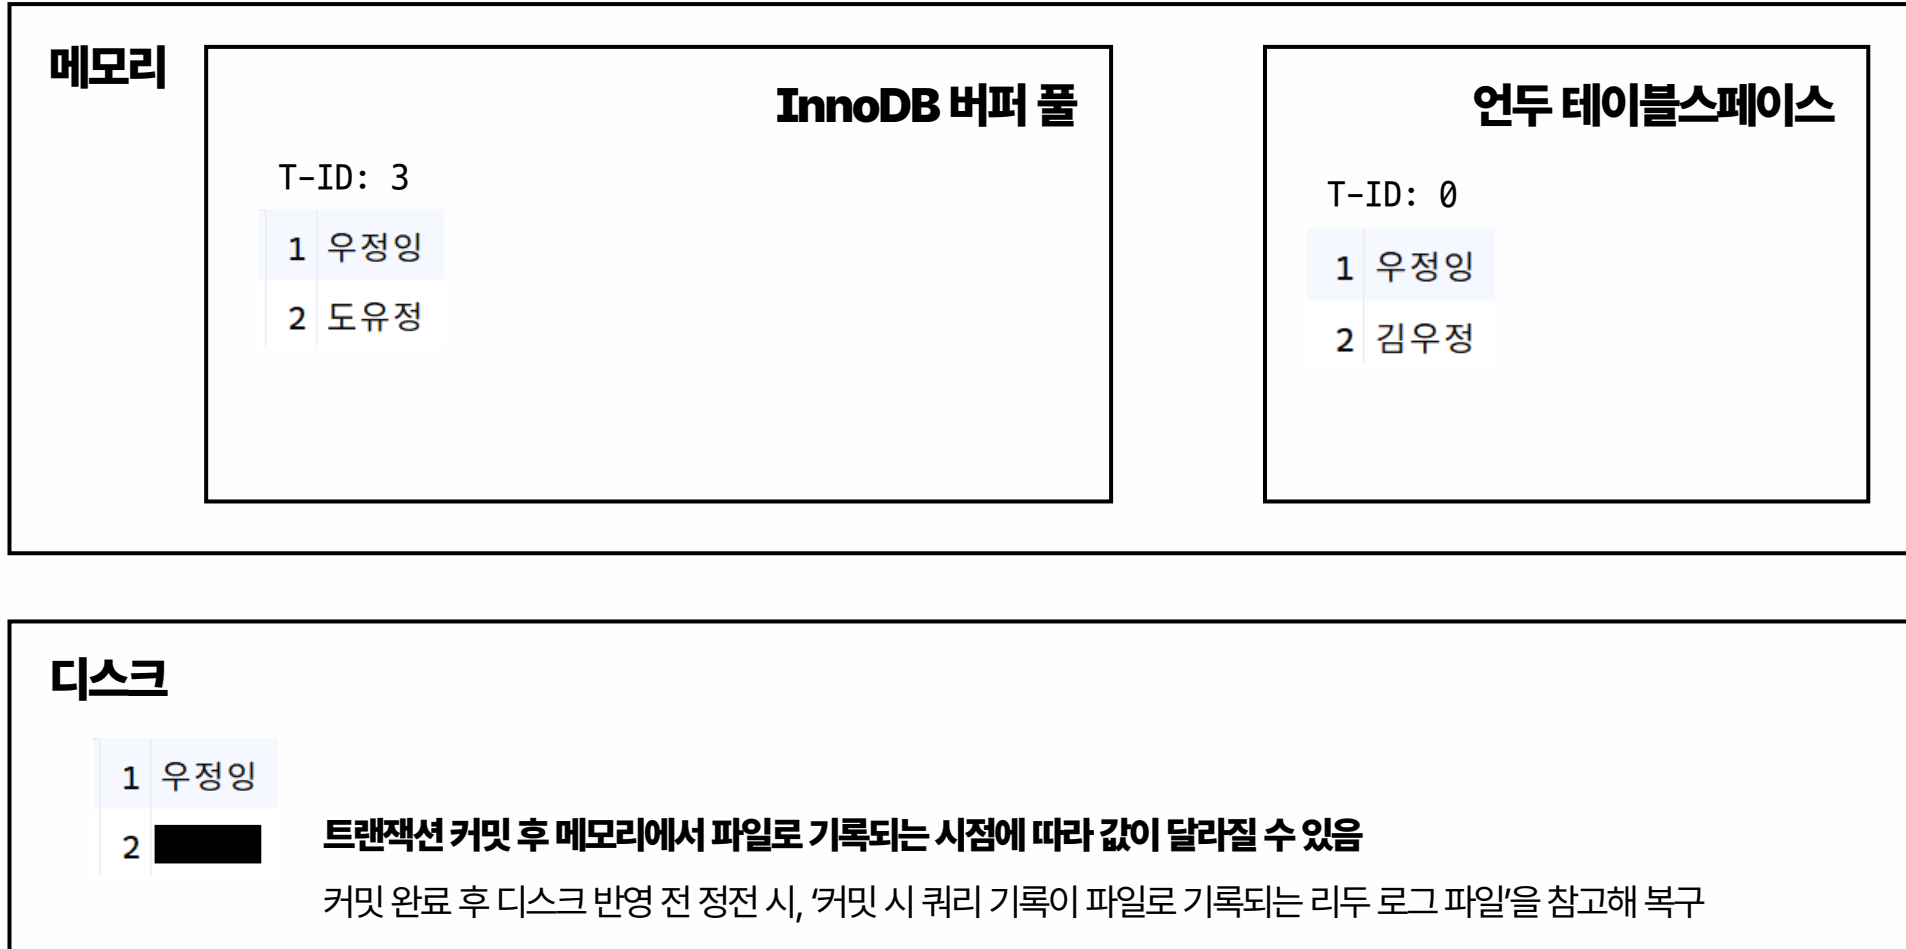 메모리
InnoDB 버퍼 풀
T-ID: 3
1 우정잉
2 도유정
언두 테이블스페이스
T-ID: 0
1 우정잉
2 김우정
디스크
1 우정잉
2
트랜잭션 커밋 후 메모리에서 파일로 기록되는 시점에 따라 값이 달라질 수 있음
커밋 완료 후 디스크 반영 전 정전 시, ‘커밋 시 쿼리 기록이 파일로 기록되는 리두 로그 파일’을 참고해 복구